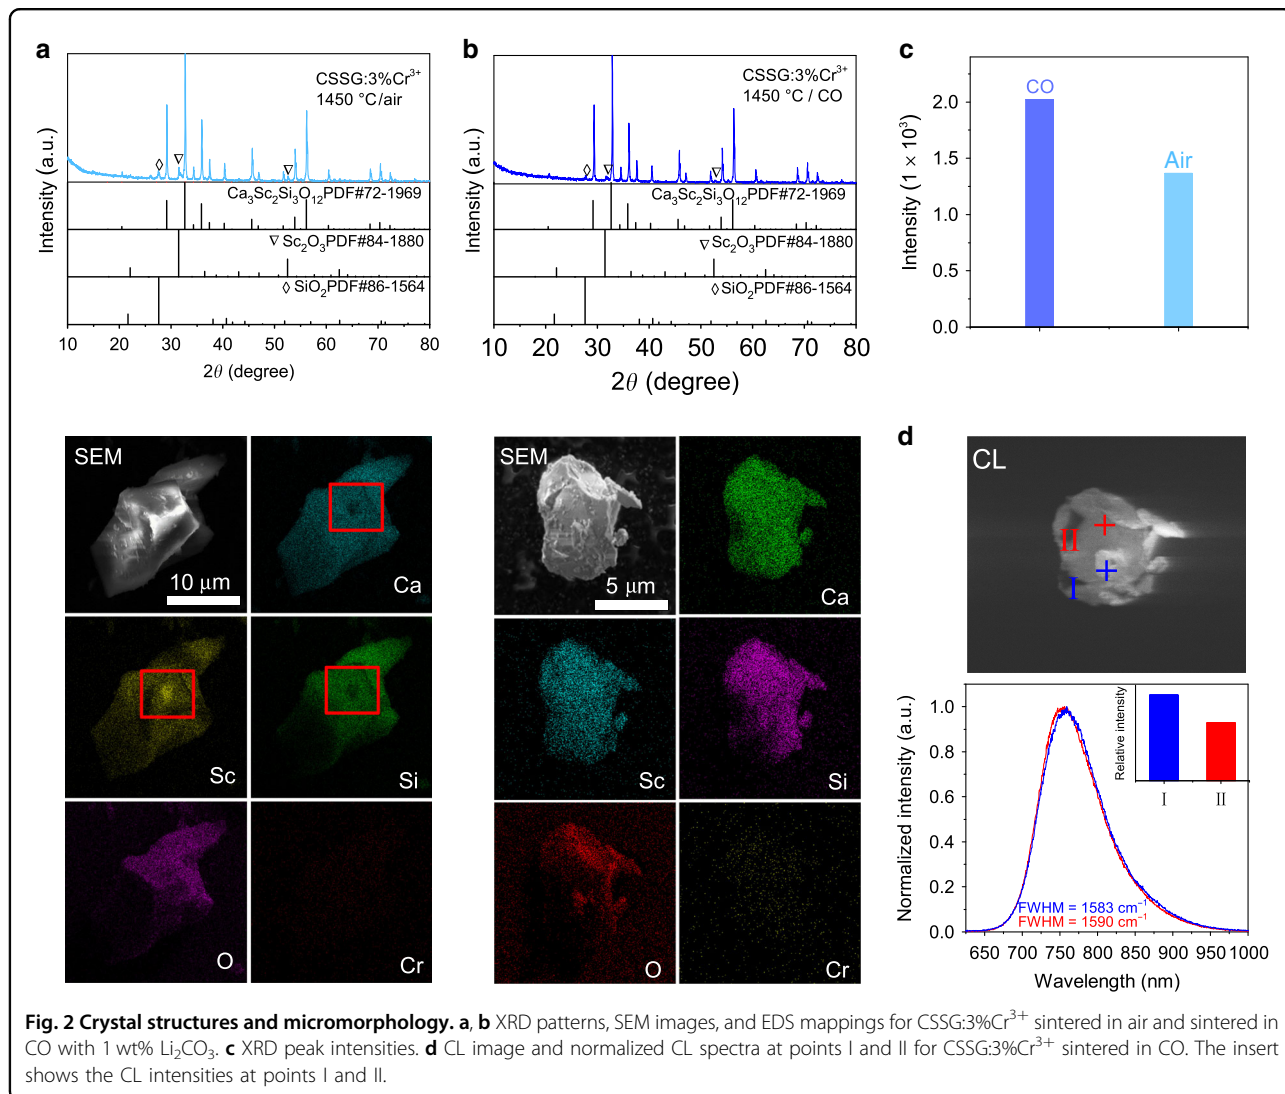 a
CSSG:3%Cr³⁺
1450 °C/air
Intensity (a.u.)
Ca₃Sc₂Si₃O₁₂PDF#72-1969
▽ Sc₂O₃PDF#84-1880
◊ SiO₂PDF#86-1564
10 20 30 40 50 60 70 80
2θ (degree)
b
CSSG:3%Cr³⁺
1450 °C / CO
Intensity (a.u.)
Ca₃Sc₂Si₃O₁₂PDF#72-1969
▽ Sc₂O₃PDF#84-1880
◊ SiO₂PDF#86-1564
10 20 30 40 50 60 70 80
2θ (degree)
c
Intensity (1 × 10³)
2.0
1.5
1.0
0.5
0.0
CO
Air
SEM
10 μm
Ca
Sc
Si
O
Cr
SEM
5 μm
Ca
Sc
Si
O
Cr
d
CL
II
I
Normalized intensity (a.u.)
1.0
0.8
0.6
0.4
0.2
0.0
Relative intensity
I II
FWHM = 1583 cm⁻¹
FWHM = 1590 cm⁻¹
650 700 750 800 850 900 950 1000
Wavelength (nm)
Fig. 2 Crystal structures and micromorphology. a, b XRD patterns, SEM images, and EDS mappings for CSSG:3%Cr³⁺ sintered in air and sintered in
CO with 1 wt% Li₂CO₃. c XRD peak intensities. d CL image and normalized CL spectra at points I and II for CSSG:3%Cr³⁺ sintered in CO. The insert
shows the CL intensities at points I and II.